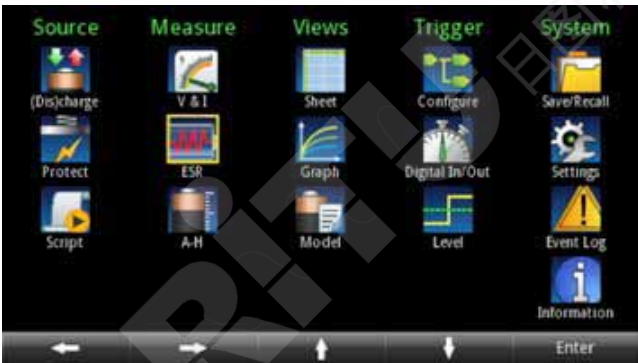 Source Measure Views Trigger System
(Dis)charge V & I Sheet Configure Save/Recall
Protect ESR Graph Digital In/Out Settings
Script A-H Model Level Event Log
Information
Enter